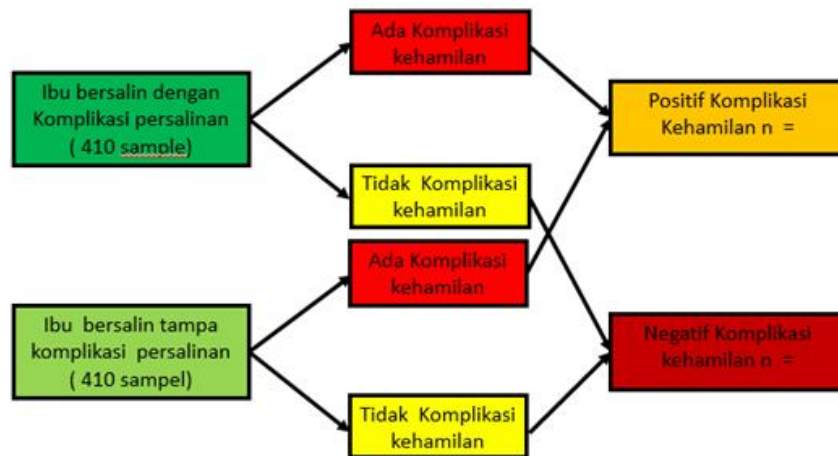 Ibu bersalin dengan
Komplikasi persalinan
( 410 sample)
Ada Komplikasi
kehamilan
Tidak Komplikasi
kehamilan
Positif Komplikasi
Kehamilan n =
Ibu bersalin tampa
komplikasi persalinan
( 410 sampel)
Ada Komplikasi
kehamilan
Tidak Komplikasi
kehamilan
Negatif Komplikasi
kehamilan n =